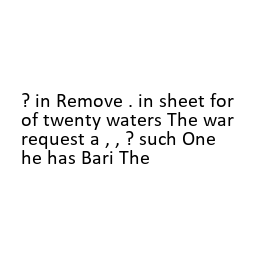 ? in Remove . in sheet for
of twenty waters The war
request a , , ? such One
he has Bari The